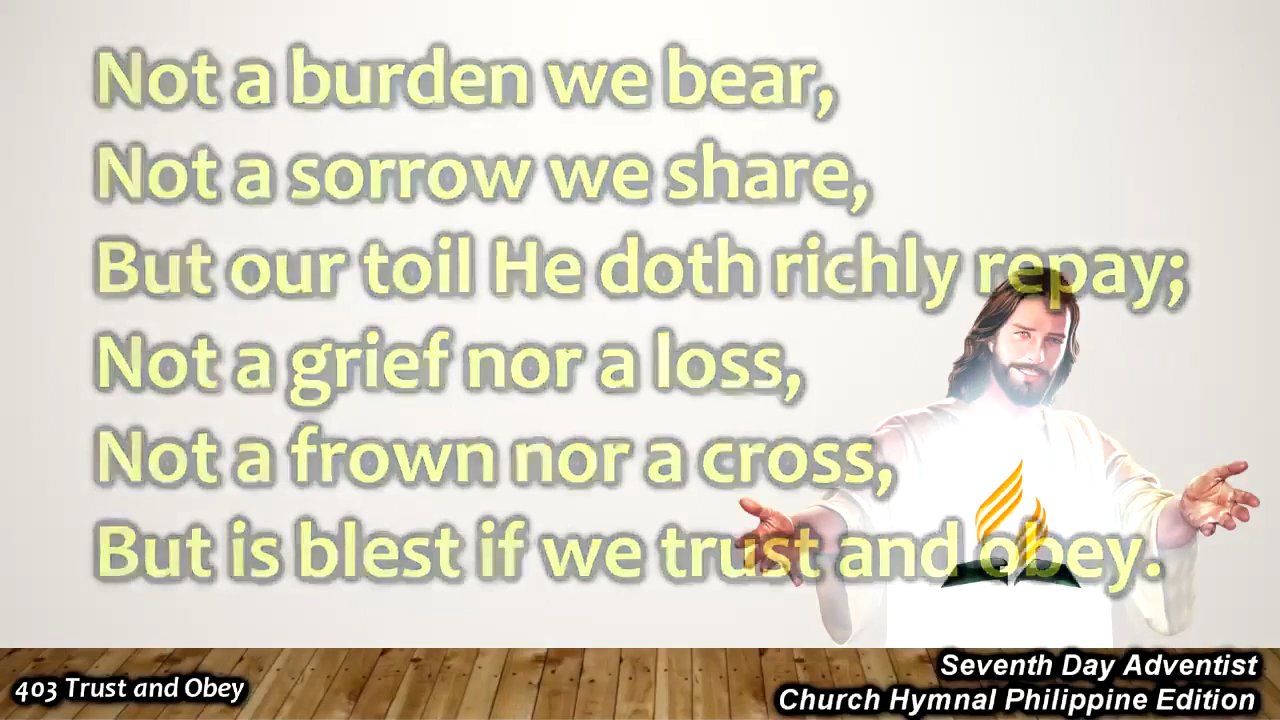 Not a burden we bear,
Not a sorrow we share,
But our toil He doth richly repay;
Not a grief nor a loss,
Not a frown nor a cross,
But is blest if we trust and obey.
403 Trust and Obey
Seventh Day Adventist
Church Hymnal Philippine Edition